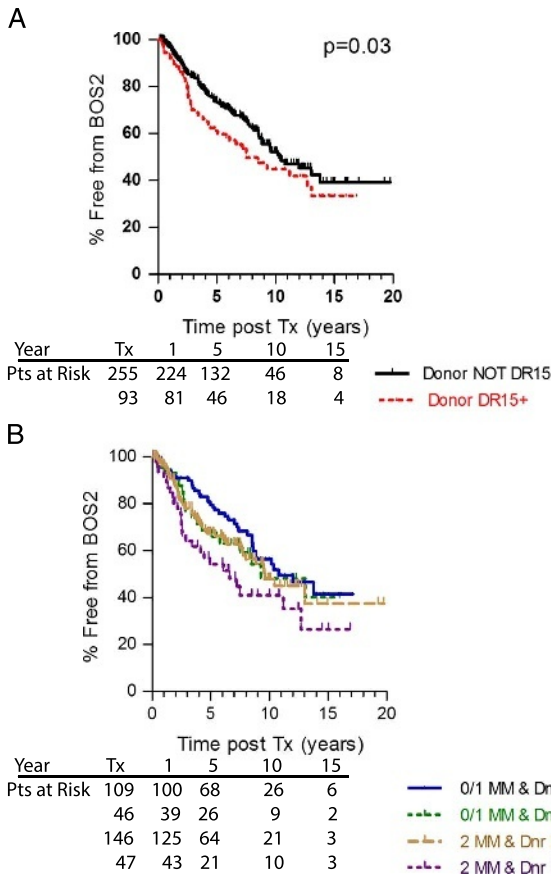 A
p=0.03
100
80
60
40
20
0
% Free from BOS2
0 5 10 15 20
Time post Tx (years)
Year Tx 1 5 10 15
Pts at Risk 255 224 132 46 8
93 81 46 18 4
Donor NOT DR15
Donor DR15+
B
100
80
60
40
20
0
% Free from BOS2
0 5 10 15 20
Time post Tx (years)
Year Tx 1 5 10 15
Pts at Risk 109 100 68 26 6
46 39 26 9 2
146 125 64 21 3
47 43 21 10 3
0/1 MM &
0/1 MM &
2 MM & Dnr
2 MM & Dnr